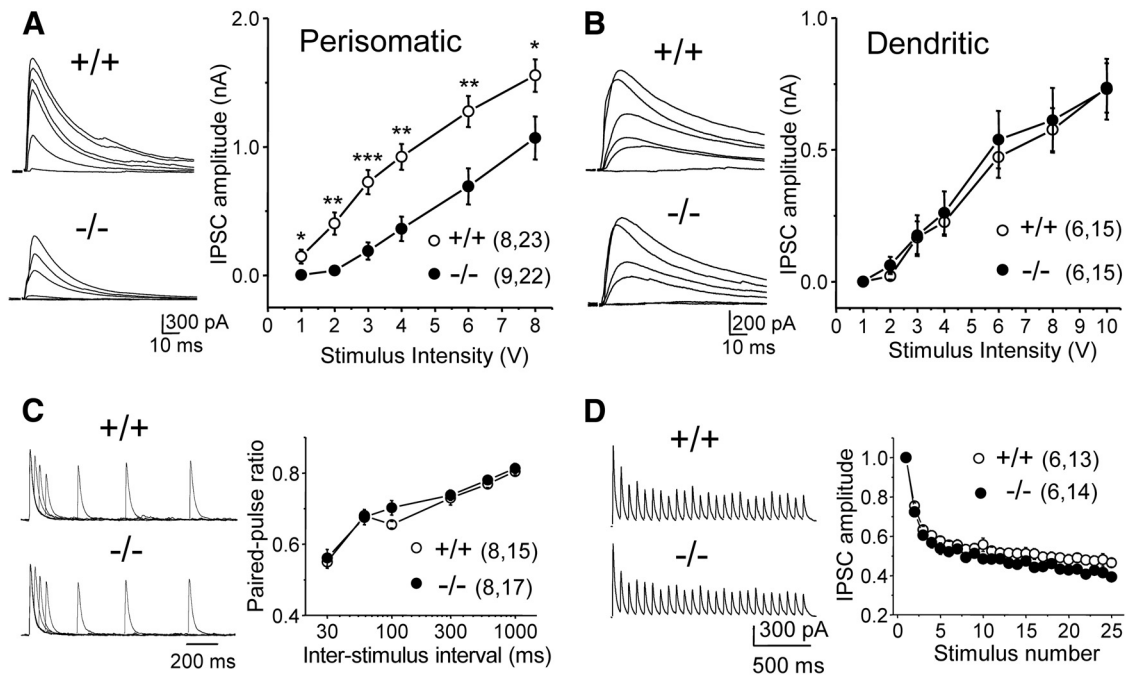 A
+/+
-/-
300 pA
10 ms
IPSC amplitude (nA)
2.0
1.0
0.0
Perisomatic
*
**
***
**
**
*
+/+ (8,23)
-/- (9,22)
0 1 2 3 4 5 6 7 8
Stimulus Intensity (V)
B
+/+
-/-
200 pA
10 ms
IPSC amplitude (nA)
1.0
0.5
0.0
Dendritic
+/+ (6,15)
-/- (6,15)
0 1 2 3 4 5 6 7 8 9 10
Stimulus Intensity (V)
C
+/+
-/-
200 ms
Paired-pulse ratio
0.8
0.6
0.4
+/+ (8,15)
-/- (8,17)
30 100 300 1000
Inter-stimulus interval (ms)
D
+/+
-/-
300 pA
500 ms
IPSC amplitude
1.0
0.8
0.6
0.4
0.2
+/+ (6,13)
-/- (6,14)
0 5 10 15 20 25
Stimulus number